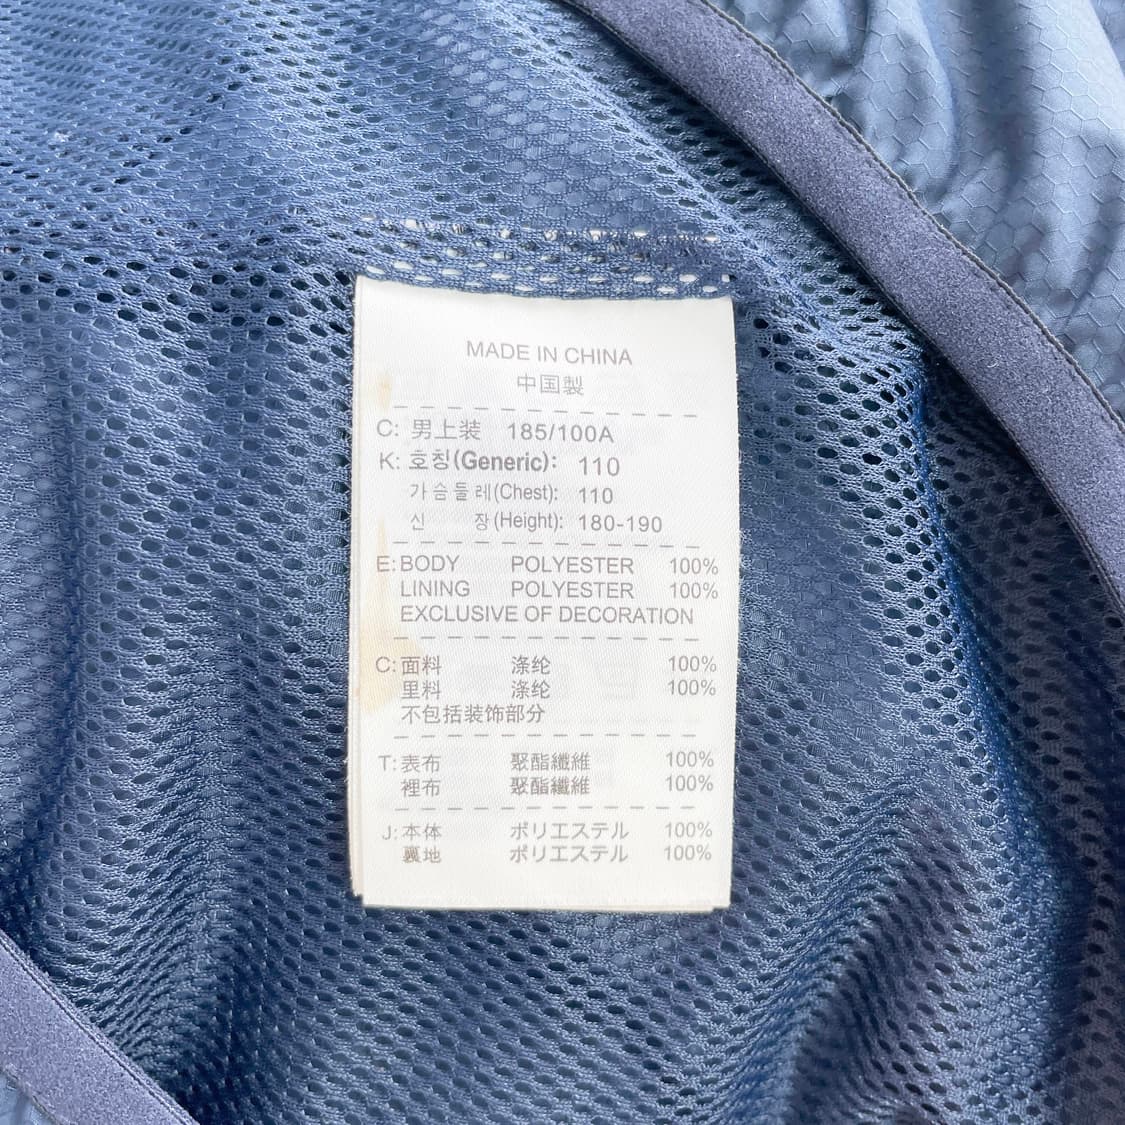 MADE IN CHINA
中国製
C: 男上装 185/100A
K: 호칭(Generic): 110
가슴둘레(Chest): 110
신 장(Height): 180-190
E: BODY POLYESTER 100%
LINING POLYESTER 100%
EXCLUSIVE OF DECORATION
C: 面料 涤纶 100%
里料 涤纶 100%
不包括装饰部分
T: 表布 聚酯纖維 100%
裡布 聚酯纖維 100%
J: 本体 ポリエステル 100%
裏地 ポリエステル 100%